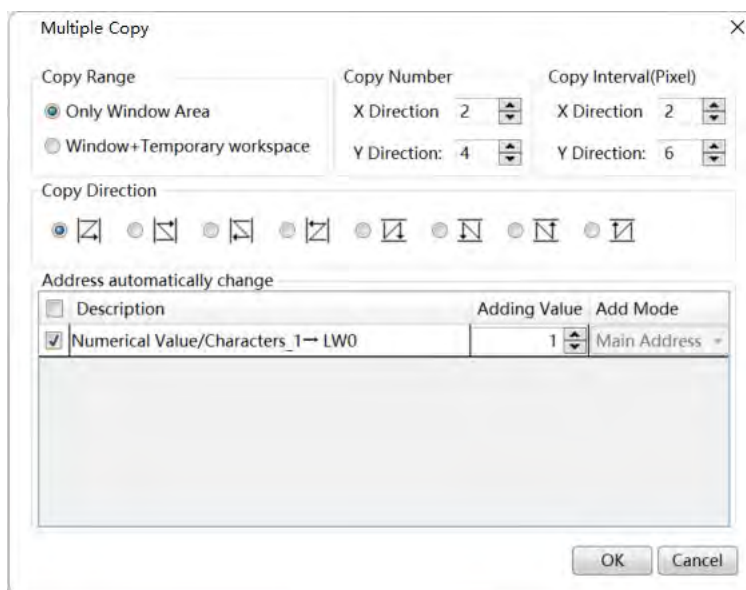 Multiple Copy
Copy Range
Only Window Area
Window+Temporary workspace
Copy Number
X Direction 2
Y Direction: 4
Copy Interval(Pixel)
X Direction 2
Y Direction: 6
Copy Direction
Address automatically change
Description Adding Value Add Mode
Numerical Value/Characters_1→ LW0 1 Main Address
OK Cancel